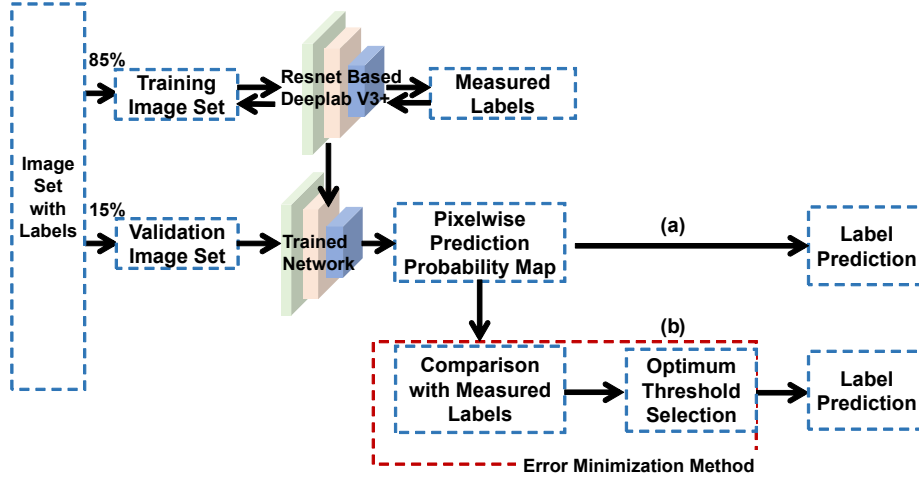 Image
Set
with
Labels
85%
Training
Image Set
Resnet Based
Deeplab V3+
Measured
Labels
15%
Validation
Image Set
Trained
Network
Pixelwise
Prediction
Probability Map
(a)
Label
Prediction
(b)
Comparison
with Measured
Labels
Optimum
Threshold
Selection
Label
Prediction
Error Minimization Method